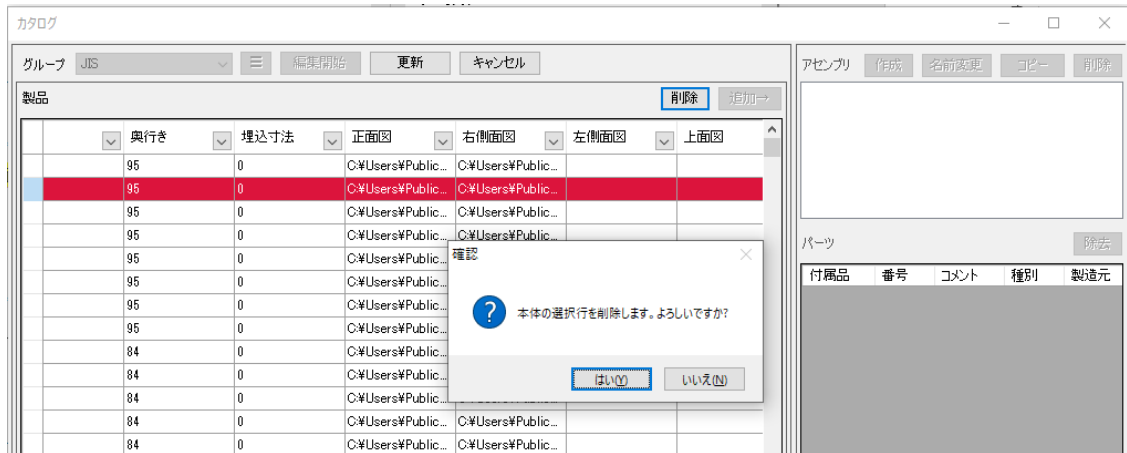 カタログ
グループ JIS 編集開始 更新 キャンセル
製品 削除 追加→
奥行き 埋込寸法 正面図 右側面図 左側面図 上面図
95 0 C:¥Users¥Public... C:¥Users¥Public...
95 0 C:¥Users¥Public... C:¥Users¥Public...
95 0 C:¥Users¥Public... C:¥Users¥Public...
95 0 C:¥Users¥Public... C:¥Users¥Public...
95 0 C:¥Users¥Public...
95 0 C:¥Users¥Public...
95 0 C:¥Users¥Public...
95 0 C:¥Users¥Public...
84 0 C:¥Users¥Public...
84 0 C:¥Users¥Public...
84 0 C:¥Users¥Public...
84 0 C:¥Users¥Public... C:¥Users¥Public...
84 0 C:¥Users¥Public... C:¥Users¥Public...
確認
本体の選択行を削除します。よろしいですか?
はい(Y) いいえ(N)
アセンブリ 作成 名前変更 コピー 削除
パーツ 除去
付属品 番号 コメント 種別 製造元